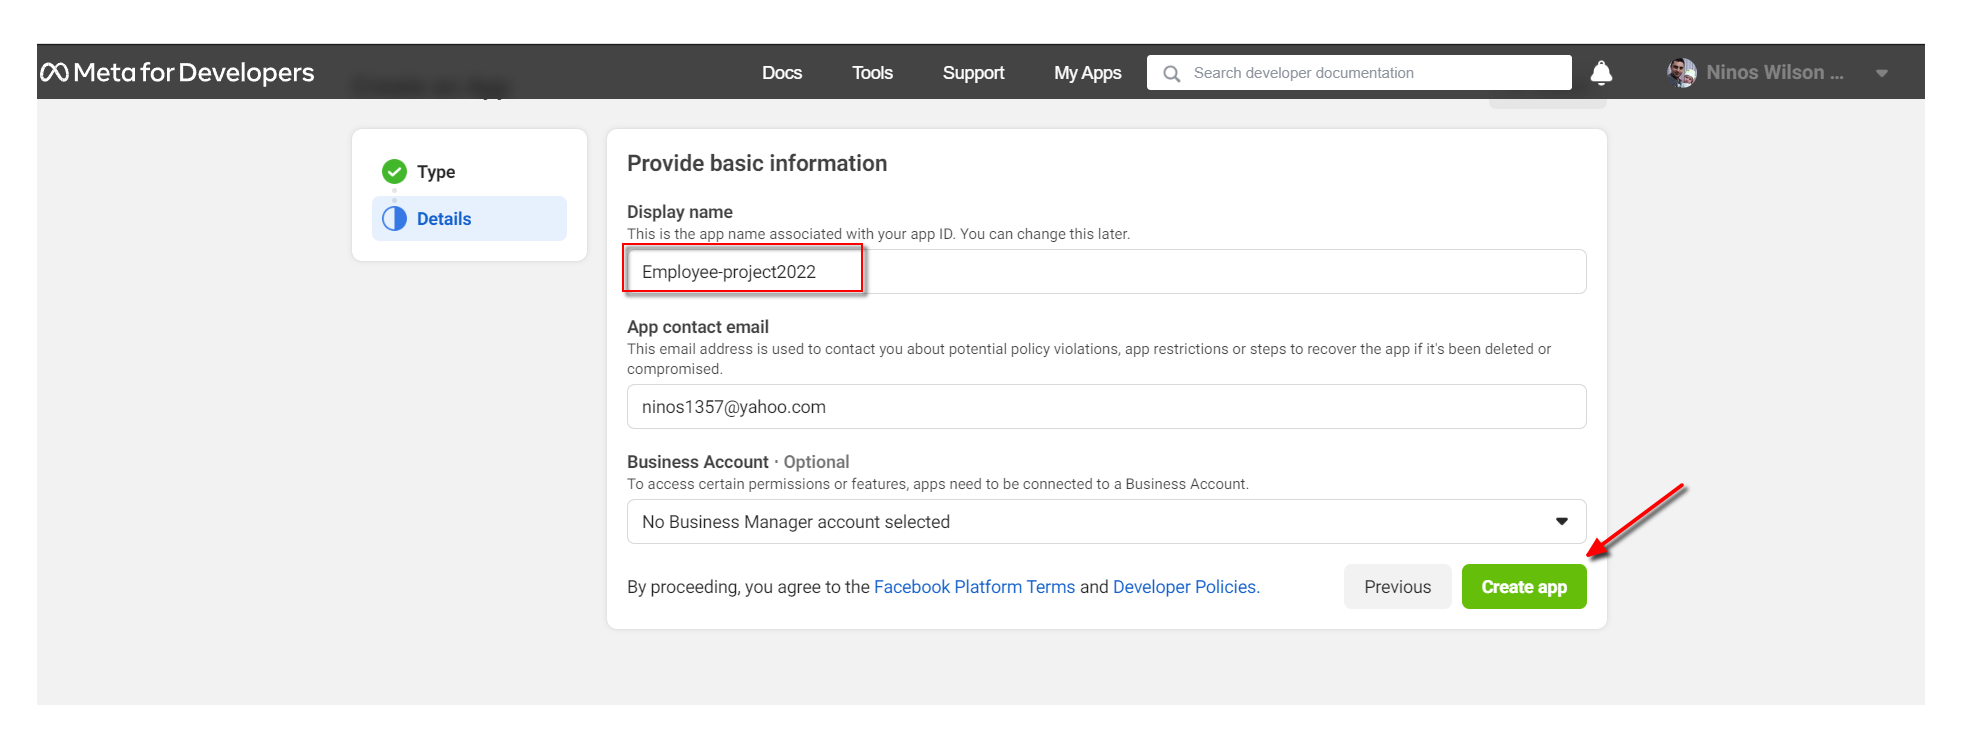 Meta for Developers
Create an App
Docs Tools Support My Apps Search developer documentation Ninos Wilson ...
Type
Details
Provide basic information
Display name
This is the app name associated with your app ID. You can change this later.
Employee-project2022
App contact email
This email address is used to contact you about potential policy violations, app restrictions or steps to recover the app if it's been deleted or
compromised.
ninos1357@yahoo.com
Business Account · Optional
To access certain permissions or features, apps need to be connected to a Business Account.
No Business Manager account selected
By proceeding, you agree to the Facebook Platform Terms and Developer Policies.
Previous Create app